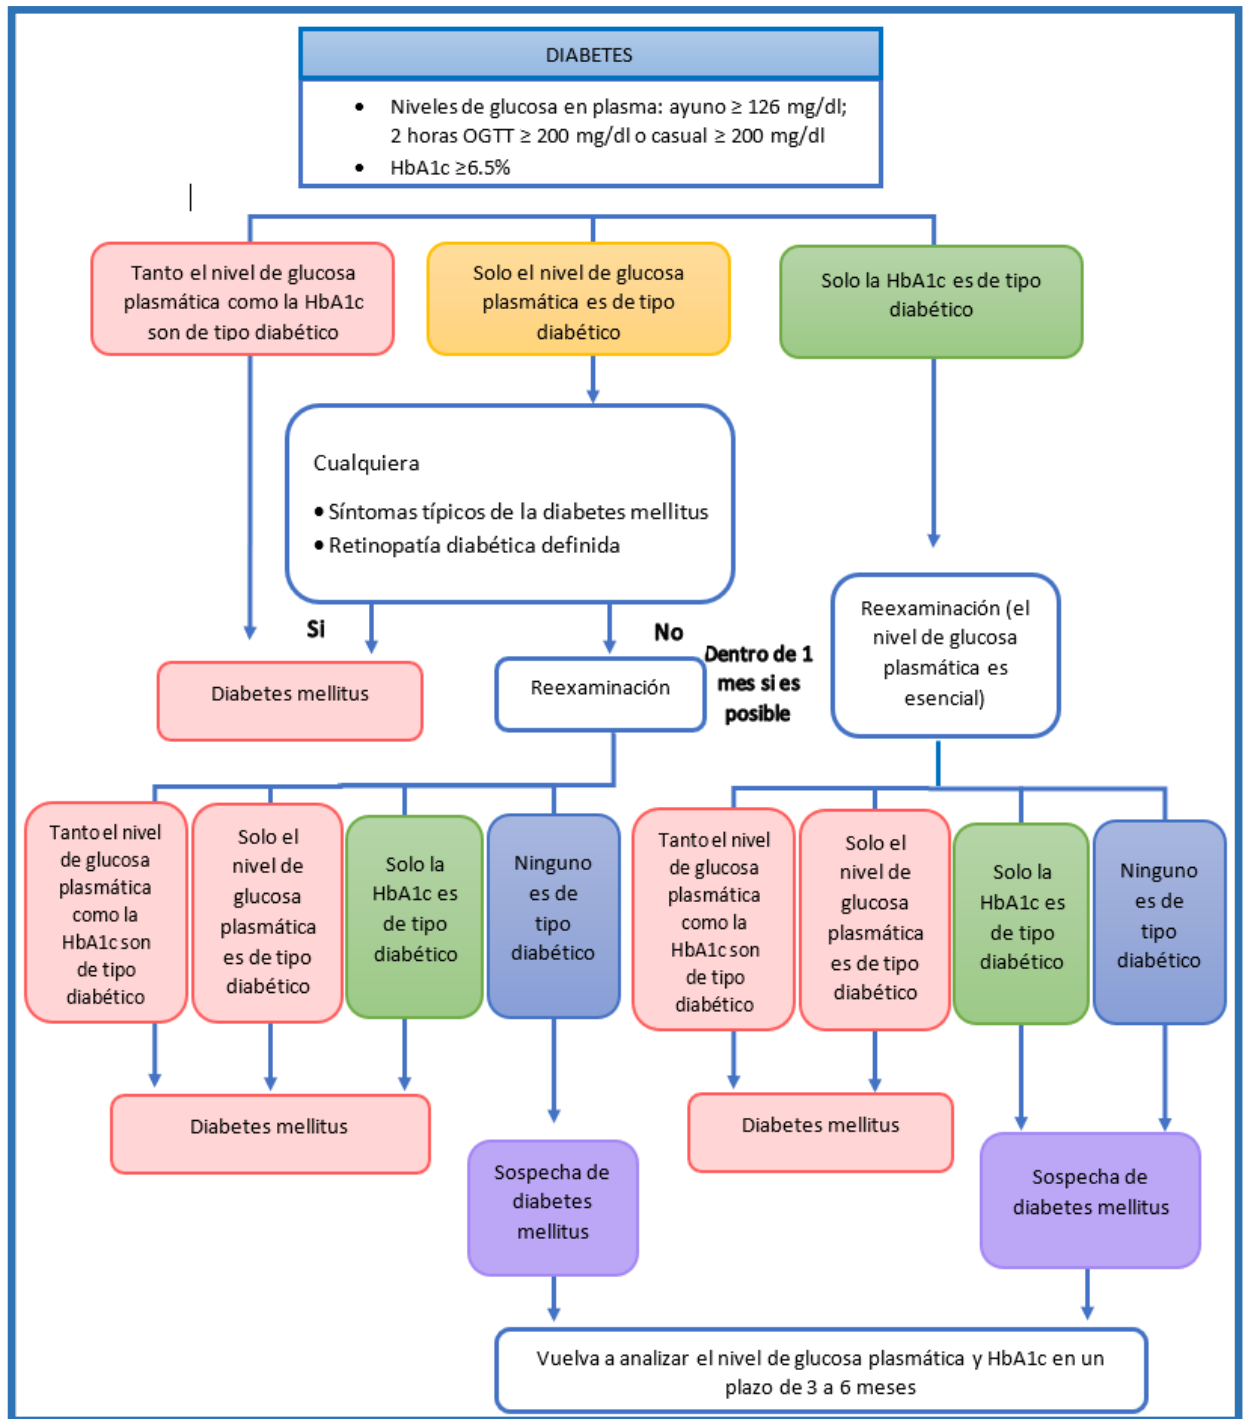 DIABETES
• Niveles de glucosa en plasma: ayuno ≥ 126 mg/dl;
2 horas OGTT ≥ 200 mg/dl o casual ≥ 200 mg/dl
• HbA1c ≥6.5%
Tanto el nivel de glucosa
plasmática como la HbA1c
son de tipo diabético
Solo el nivel de glucosa
plasmática es de tipo
diabético
Solo la HbA1c es de tipo
diabético
Cualquiera
• Síntomas típicos de la diabetes mellitus
• Retinopatía diabética definida
Si
No
Dentro de 1
mes si es
posible
Diabetes mellitus
Reexaminación
Reexaminación (el
nivel de glucosa
plasmática es
esencial)
Tanto el nivel
de glucosa
plasmática
como la
HbA1c son
de tipo
diabético
Solo el
nivel de
glucosa
plasmática
es de tipo
diabético
Solo la
HbA1c es
de tipo
diabético
Ninguno
es de
tipo
diabético
Tanto el nivel
de glucosa
plasmática
como la
HbA1c son
de tipo
diabético
Solo el
nivel de
glucosa
plasmática
es de tipo
diabético
Solo la
HbA1c es
de tipo
diabético
Ninguno
es de
tipo
diabético
Diabetes mellitus
Sospecha de
diabetes
mellitus
Diabetes mellitus
Sospecha de
diabetes mellitus
Vuelva a analizar el nivel de glucosa plasmática y HbA1c en un
plazo de 3 a 6 meses